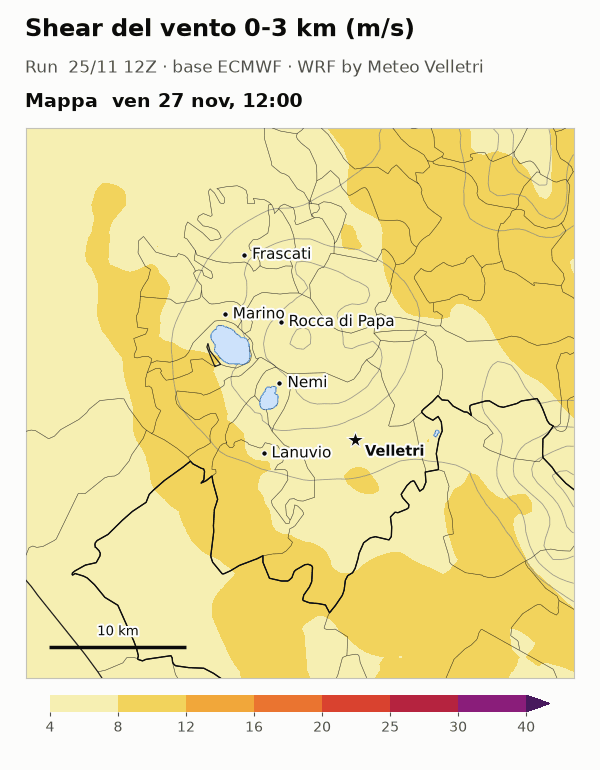 Shear del vento 0-3 km (m/s)
Run  25/11 12Z · base ECMWF · WRF by Meteo Velletri
Mappa  ven 27 nov, 12:00
Frascati
Marino
Rocca di Papa
Nemi
Velletri
Lanuvio
10 km
4 8 12 16 20 25 30 40